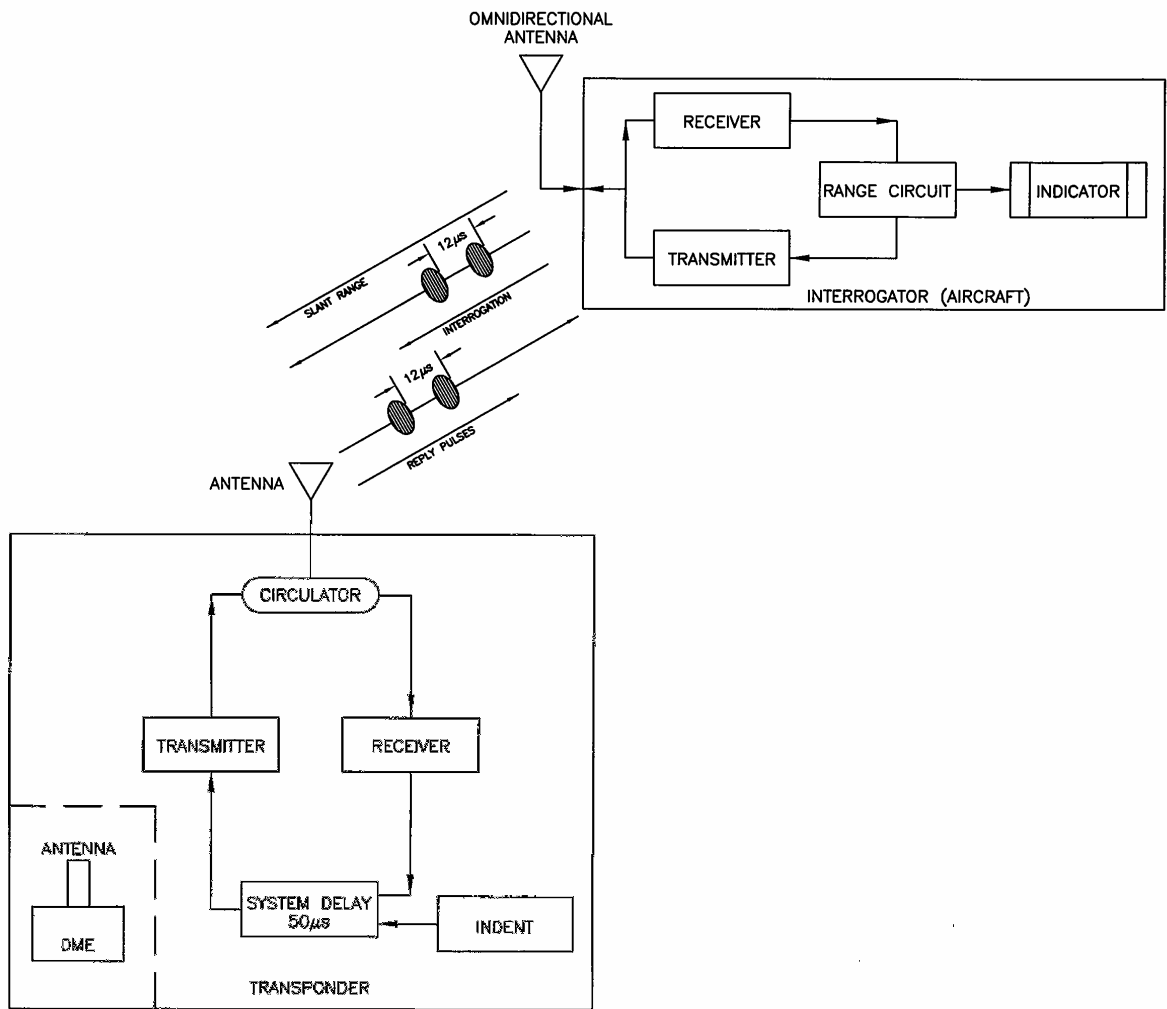 OMNIDIRECTIONAL
ANTENNA
RECEIVER
RANGE CIRCUIT
INDICATOR
TRANSMITTER
INTERROGATOR (AIRCRAFT)
12µs
SLANT RANGE
INTERROGATION
12µs
REPLY PULSES
ANTENNA
CIRCULATOR
TRANSMITTER
RECEIVER
ANTENNA
DME
SYSTEM DELAY
50µs
INDENT
TRANSPONDER